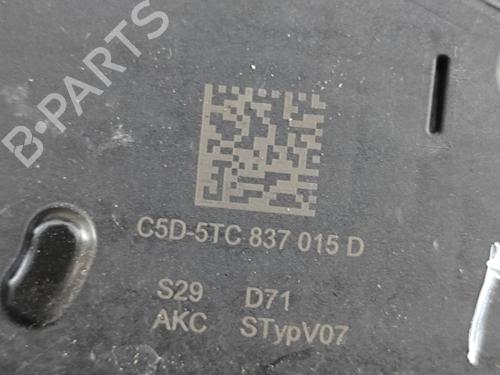 B-PARTS
C5D-5TC 837 015 D
S29 D71
AKC STypV07